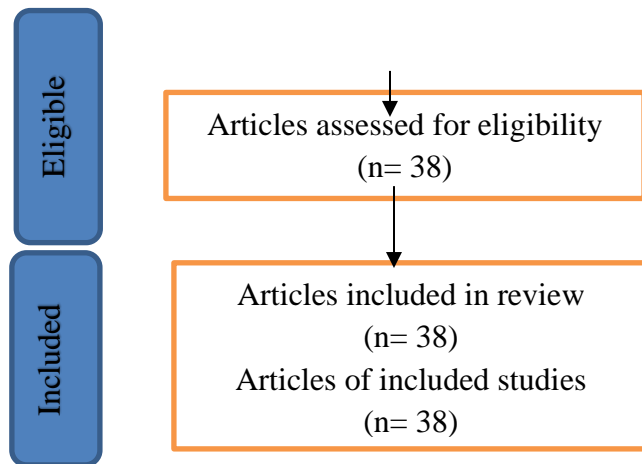 Eligible
Articles assessed for eligibility
(n= 38)
Included
Articles included in review
(n= 38)
Articles of included studies
(n= 38)